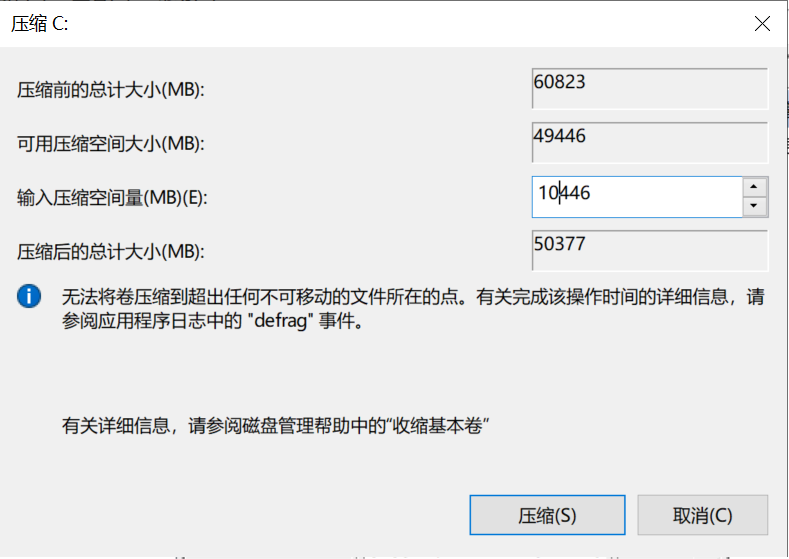 压缩 C:
压缩前的总计大小(MB): 60823
可用压缩空间大小(MB): 49446
输入压缩空间量(MB)(E): 10446
压缩后的总计大小(MB): 50377
无法将卷压缩到超出任何不可移动的文件所在的点。有关完成该操作时间的详细信息，请
参阅应用程序日志中的 "defrag" 事件。
有关详细信息，请参阅磁盘管理帮助中的"收缩基本卷"
压缩(S) 取消(C)